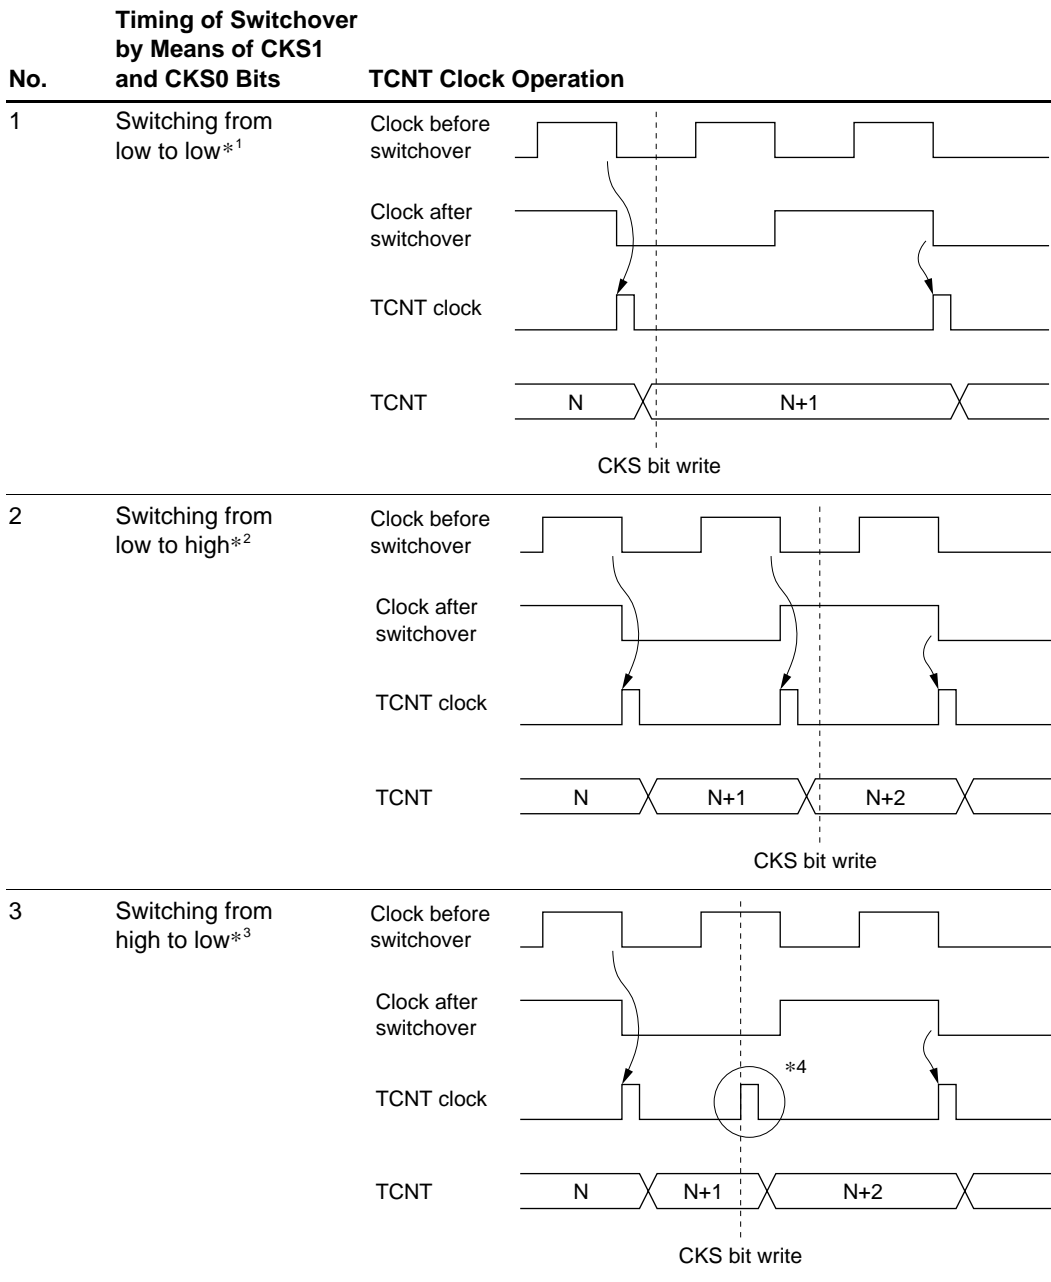 Timing of Switchover
by Means of CKS1
No. and CKS0 Bits TCNT Clock Operation
1 Switching from
low to low*1
Clock before
switchover
Clock after
switchover
TCNT clock
TCNT N N+1
CKS bit write
2 Switching from
low to high*2
Clock before
switchover
Clock after
switchover
TCNT clock
TCNT N N+1 N+2
CKS bit write
3 Switching from
high to low*3
Clock before
switchover
Clock after
switchover
*4
TCNT clock
TCNT N N+1 N+2
CKS bit write